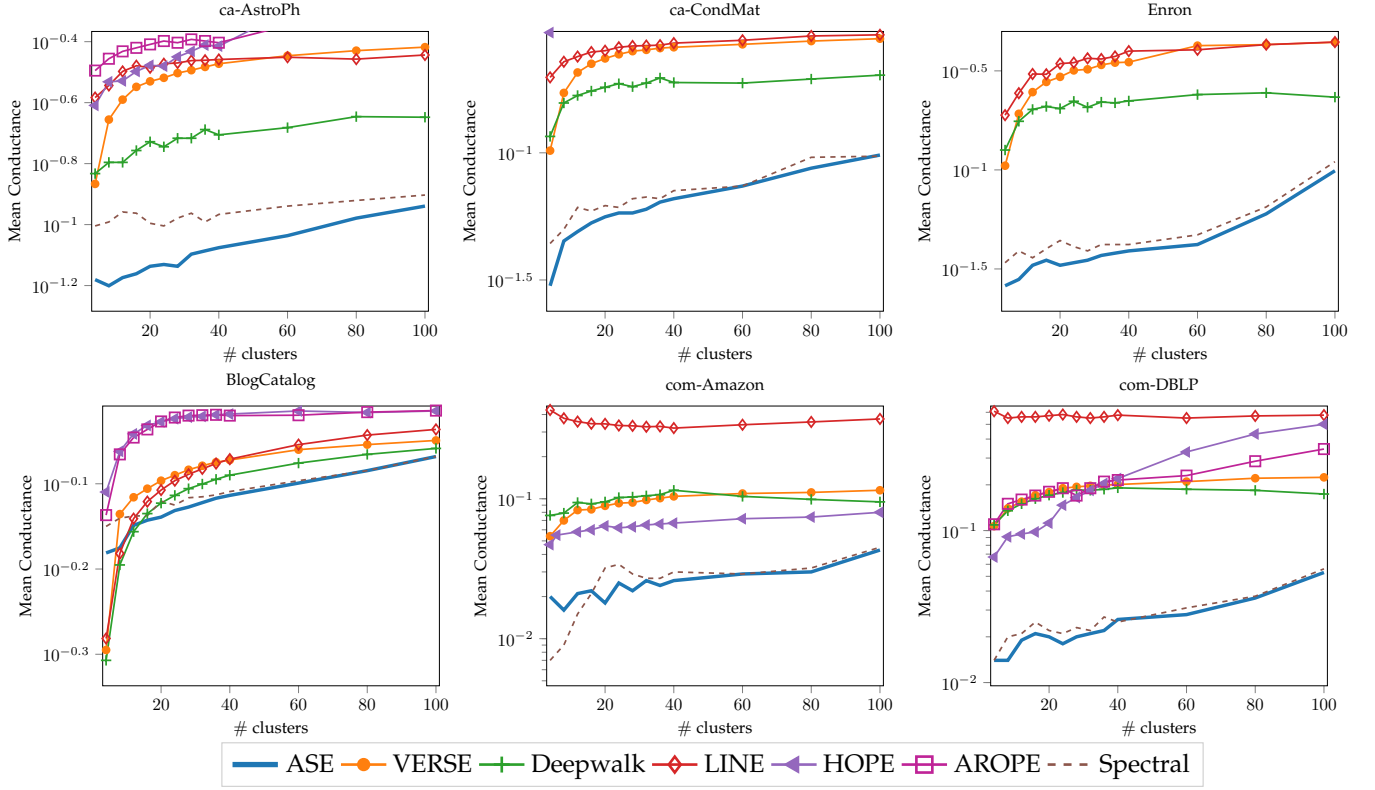 ca-AstroPh
ca-CondMat
Enron
Mean Conductance
10^−0.4
10^−0.6
10^−0.8
10^−1
10^−1.2
20 40 60 80 100
# clusters
Mean Conductance
10^−1
10^−1.5
20 40 60 80 100
# clusters
Mean Conductance
10^−0.5
10^−1
10^−1.5
20 40 60 80 100
# clusters
BlogCatalog
com-Amazon
com-DBLP
Mean Conductance
10^−0.1
10^−0.2
10^−0.3
20 40 60 80 100
# clusters
Mean Conductance
10^−1
10^−2
20 40 60 80 100
# clusters
Mean Conductance
10^−1
10^−2
20 40 60 80 100
# clusters
ASE VERSE Deepwalk LINE HOPE AROPE Spectral